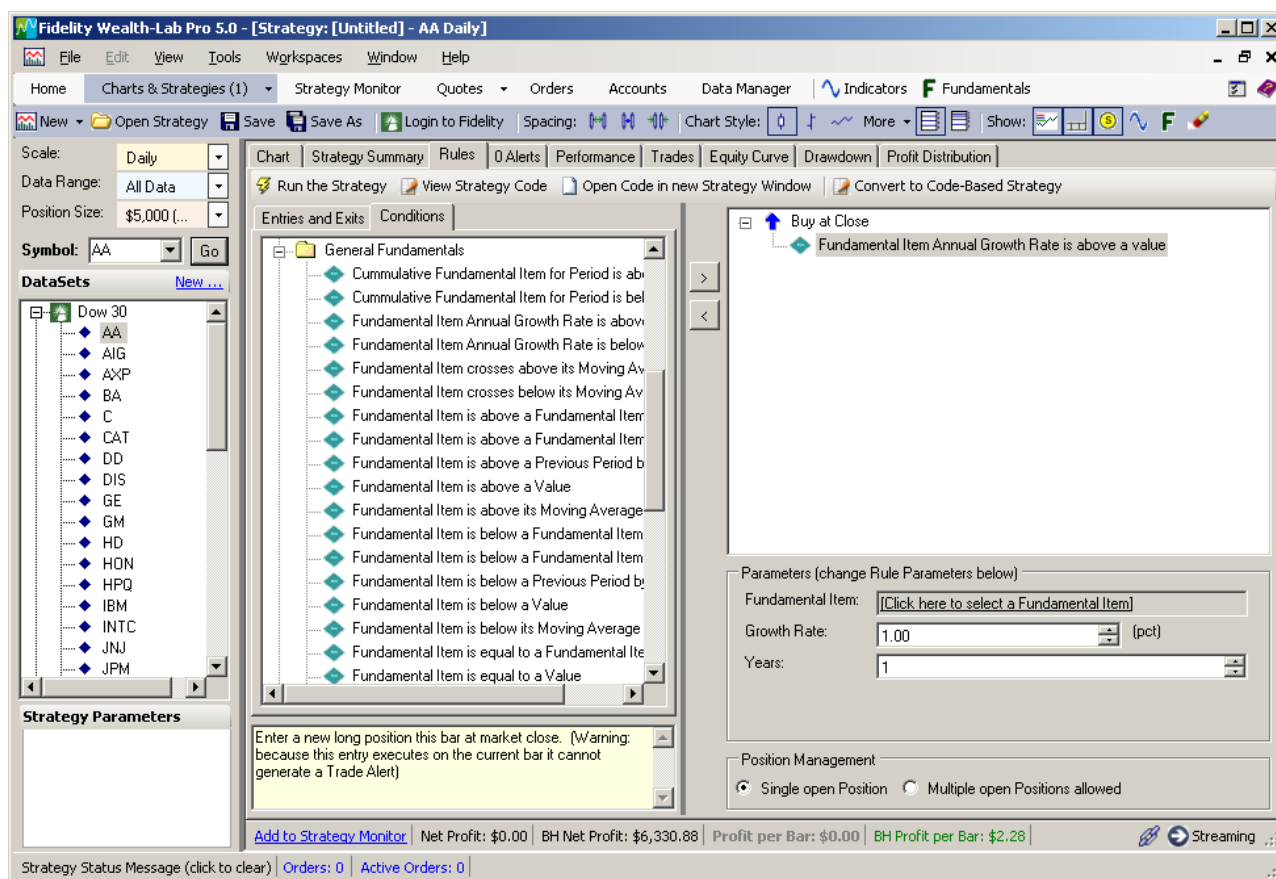 Fidelity Wealth-Lab Pro 5.0 - [Strategy: [Untitled] - AA Daily]
File Edit View Tools Workspaces Window Help
Home Charts & Strategies (1) Strategy Monitor Quotes Orders Accounts Data Manager Indicators F Fundamentals
New Open Strategy Save Save As Login to Fidelity Spacing: Chart Style: More Show: F
Scale: Daily
Data Range: All Data
Position Size: $5,000 (...
Symbol: AA Go
DataSets New ...
Dow 30
AA
AIG
AXP
BA
C
CAT
DD
DIS
GE
GM
HD
HON
HPQ
IBM
INTC
JNJ
JPM
Strategy Parameters
Chart Strategy Summary Rules 0 Alerts Performance Trades Equity Curve Drawdown Profit Distribution
Run the Strategy View Strategy Code Open Code in new Strategy Window Convert to Code-Based Strategy
Entries and Exits Conditions
General Fundamentals
Cummulative Fundamental Item for Period is abo
Cummulative Fundamental Item for Period is bel
Fundamental Item Annual Growth Rate is above
Fundamental Item Annual Growth Rate is below
Fundamental Item crosses above its Moving Av
Fundamental Item crosses below its Moving Av
Fundamental Item is above a Fundamental Item
Fundamental Item is above a Fundamental Item
Fundamental Item is above a Previous Period b
Fundamental Item is above a Value
Fundamental Item is above its Moving Average
Fundamental Item is below a Fundamental Item
Fundamental Item is below a Fundamental Item
Fundamental Item is below a Previous Period by
Fundamental Item is below a Value
Fundamental Item is below its Moving Average
Fundamental Item is equal to a Fundamental Ite
Fundamental Item is equal to a Value
Enter a new long position this bar at market close. (Warning:
because this entry executes on the current bar it cannot
generate a Trade Alert)
>
<
Buy at Close
Fundamental Item Annual Growth Rate is above a value
Parameters (change Rule Parameters below)
Fundamental Item: [Click here to select a Fundamental Item]
Growth Rate: 1.00 (pct)
Years: 1
Position Management
Single open Position Multiple open Positions allowed
Add to Strategy Monitor Net Profit: $0.00 BH Net Profit: $6,330.88 Profit per Bar: $0.00 BH Profit per Bar: $2.28 Streaming
Strategy Status Message (click to clear) Orders: 0 Active Orders: 0